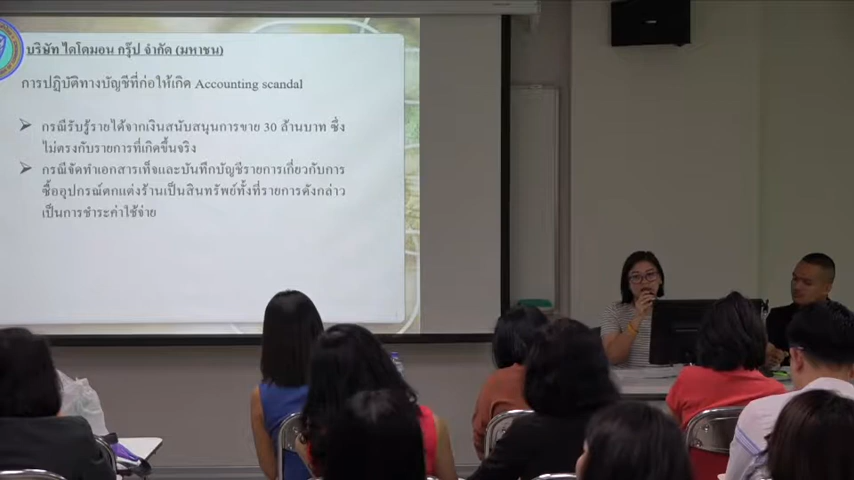 บริษัท ไดโดมอน กรุ๊ป จำกัด (มหาชน)
การปฏิบัติทางบัญชีที่ก่อให้เกิด Accounting scandal
กรณีรับรู้รายได้จากเงินสนับสนุนการขาย 30 ล้านบาท ซึ่ง
ไม่ตรงกับรายการที่เกิดขึ้นจริง
กรณีจัดทำเอกสารเท็จและบันทึกบัญชีรายการเกี่ยวกับการ
ซื้ออุปกรณ์ตกแต่งร้านเป็นสินทรัพย์ทั้งที่รายการดังกล่าว
เป็นการชำระค่าใช้จ่าย